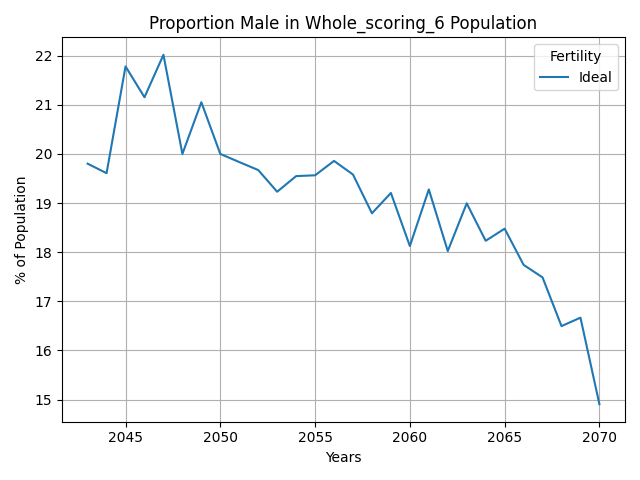 Proportion Male in Whole_scoring_6 Population
Fertility
Ideal
% of Population
22
21
20
19
18
17
16
15
2045 2050 2055 2060 2065 2070
Years